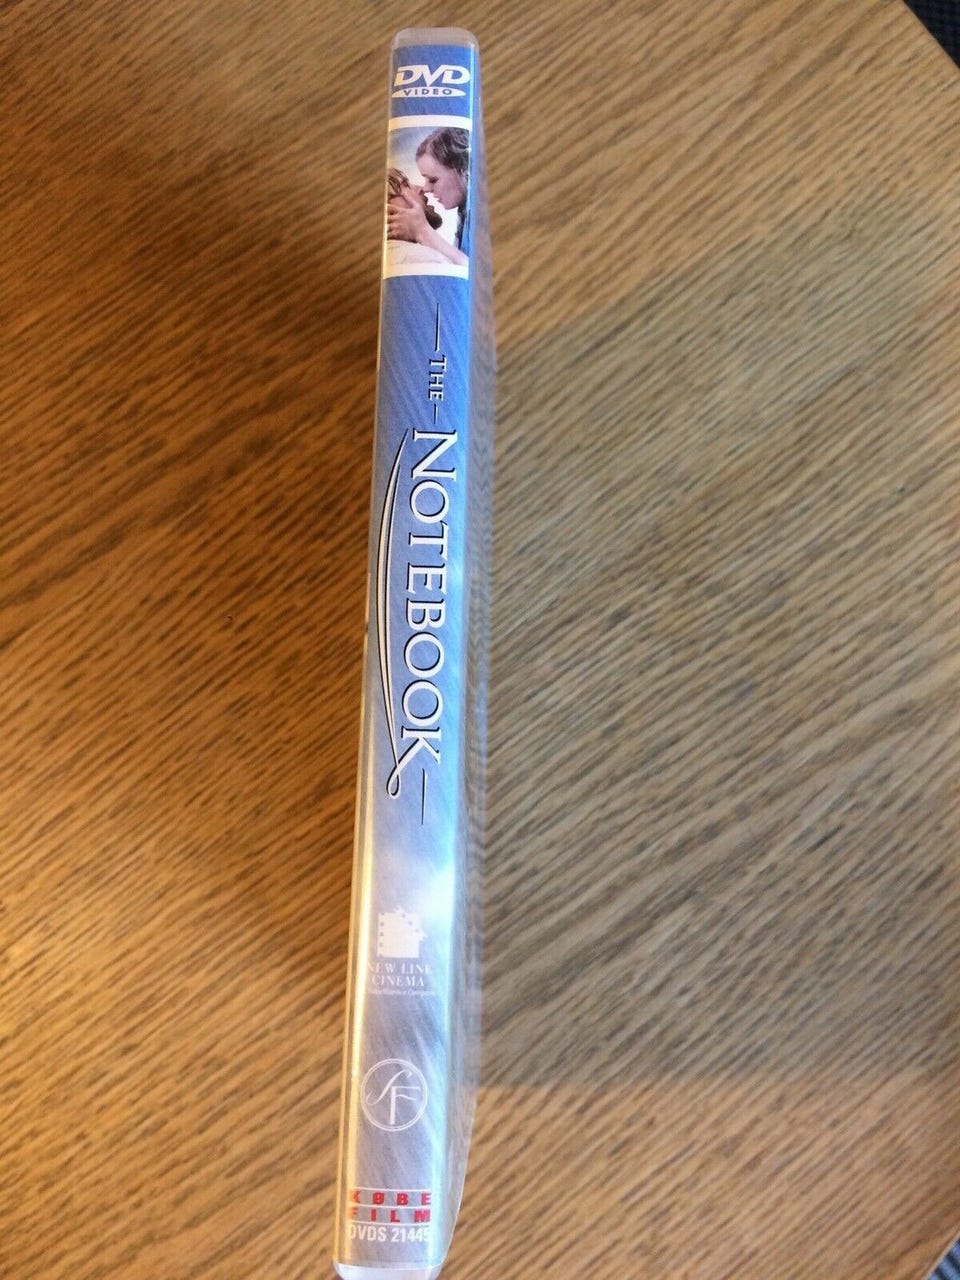 DVD
VIDEO
THE
NOTEBOOK
NEW LINE
CINEMA
SF
KØBE
FILM
DVDS 21445